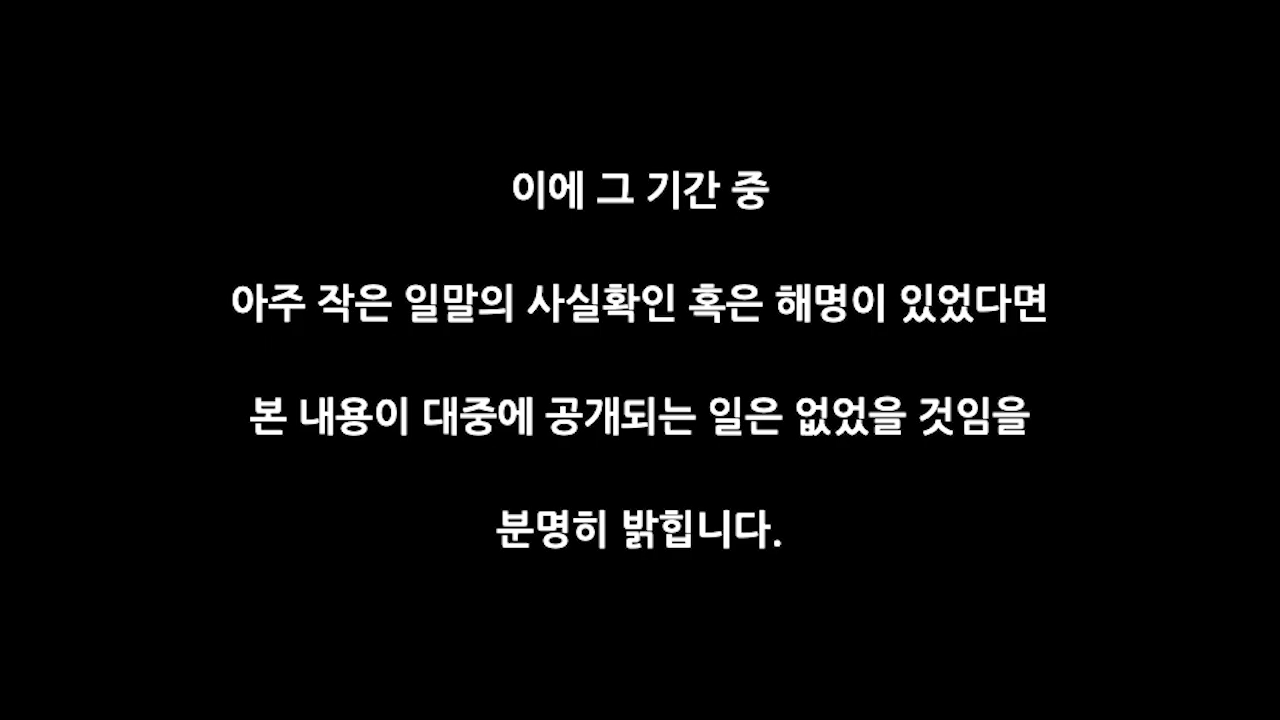 이에 그 기간 중
아주 작은 일말의 사실확인 혹은 해명이 있었다면
본 내용이 대중에 공개되는 일은 없었을 것임을
분명히 밝힙니다.